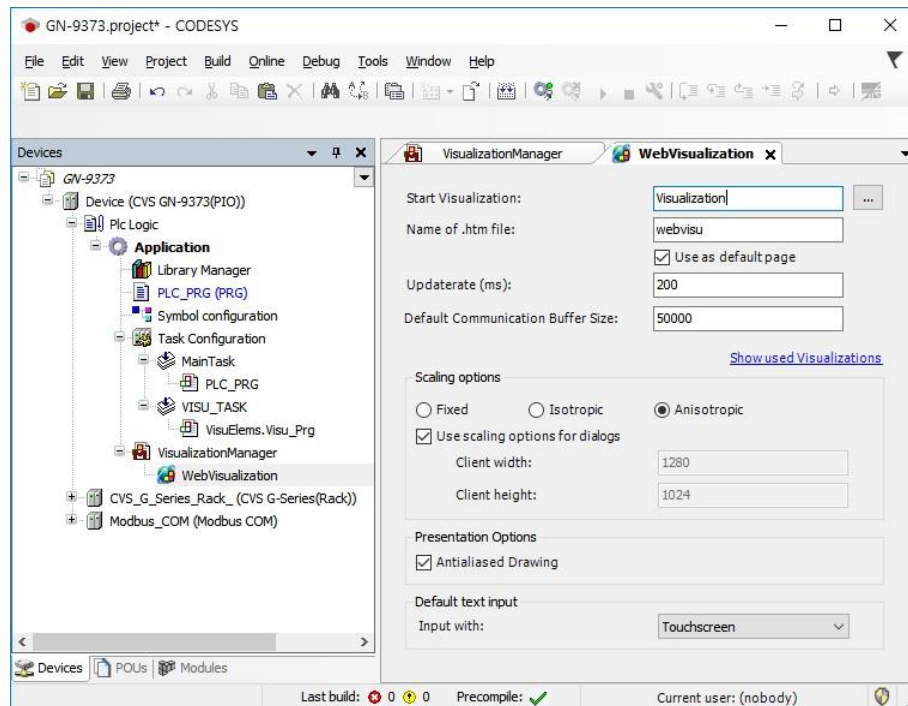 GN-9373.project* - CODESYS
File Edit View Project Build Online Debug Tools Window Help
Devices
GN-9373
Device (CVS GN-9373(PIO))
Plc Logic
Application
Library Manager
PLC_PRG (PRG)
Symbol configuration
Task Configuration
MainTask
PLC_PRG
VISU_TASK
VisuElems.Visu_Prg
VisualizationManager
WebVisualization
CVS_G_Series_Rack_ (CVS G-Series(Rack))
Modbus_COM (Modbus COM)
Devices POUs Modules
VisualizationManager WebVisualization
Start Visualization: Visualization ...
Name of .htm file: webvisu
Use as default page
Updaterate (ms): 200
Default Communication Buffer Size: 50000
Show used Visualizations
Scaling options
Fixed Isotropic Anisotropic
Use scaling options for dialogs
Client width: 1280
Client height: 1024
Presentation Options
Antialiased Drawing
Default text input
Input with: Touchscreen
Last build: 0 0 Precompile: Current user: (nobody)